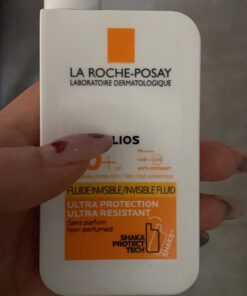 LA ROCHE-POSAY
LABORATOIRE DERMATOLOGIQUE
LIOS
+
FLUIDE INVISIBLE/INVISIBLE FLUID
ULTRA PROTECTION
ULTRA RESISTANT
Sans parfum
Non-perfumed
SHAKA
PROTECT
TECH
SHAKE